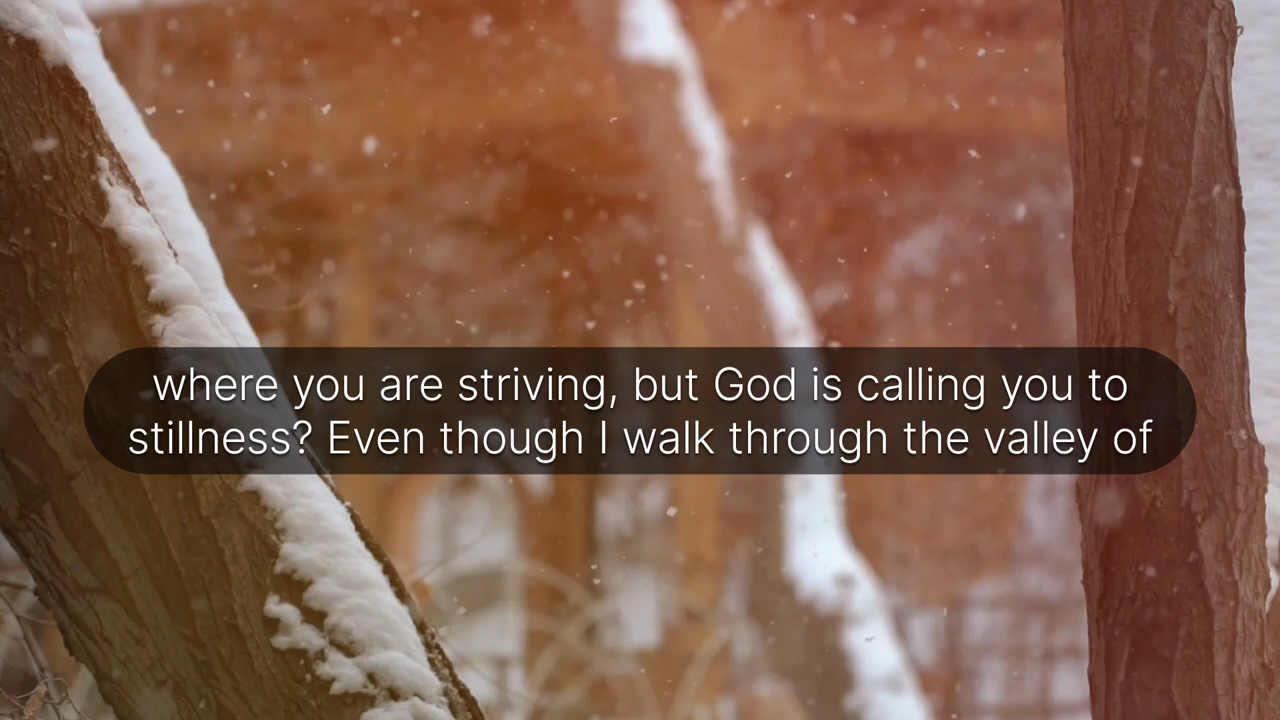 where you are striving, but God is calling you to
stillness? Even though I walk through the valley of